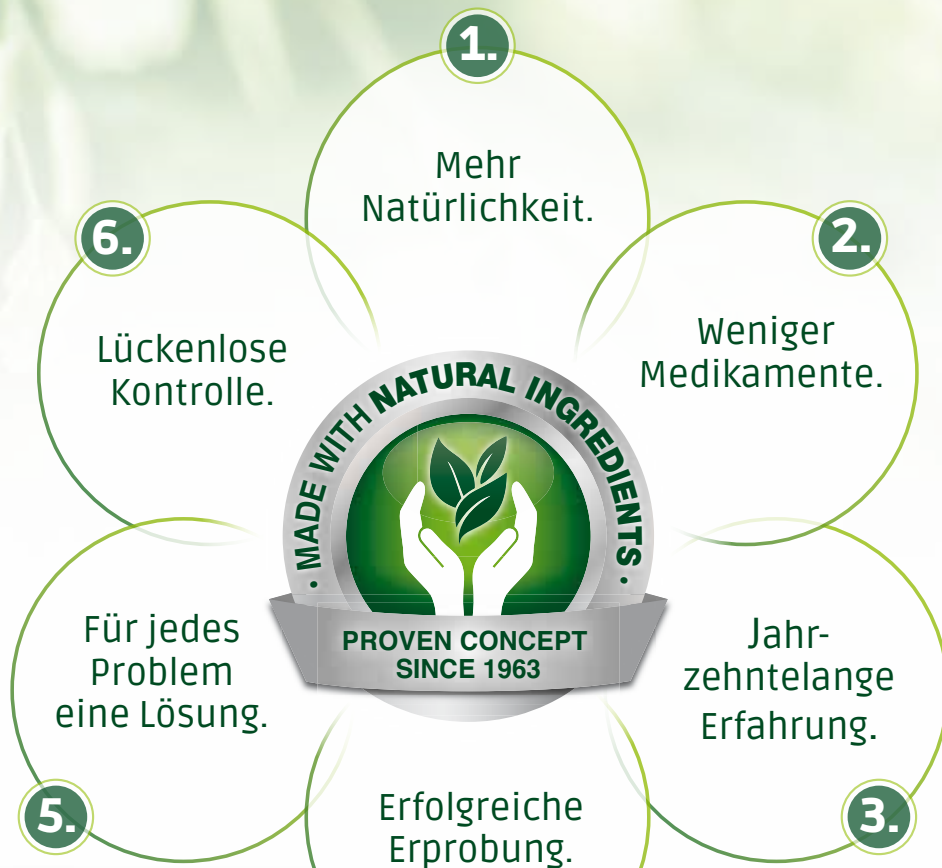 1.
Mehr
Natürlichkeit.
2.
Weniger
Medikamente.
3.
Jahr-
zehntelange
Erfahrung.
Erfolgreiche
Erprobung.
5.
Für jedes
Problem
eine Lösung.
6.
Lückenlose
Kontrolle.
· MADE WITH NATURAL INGREDIENTS ·
PROVEN CONCEPT
SINCE 1963